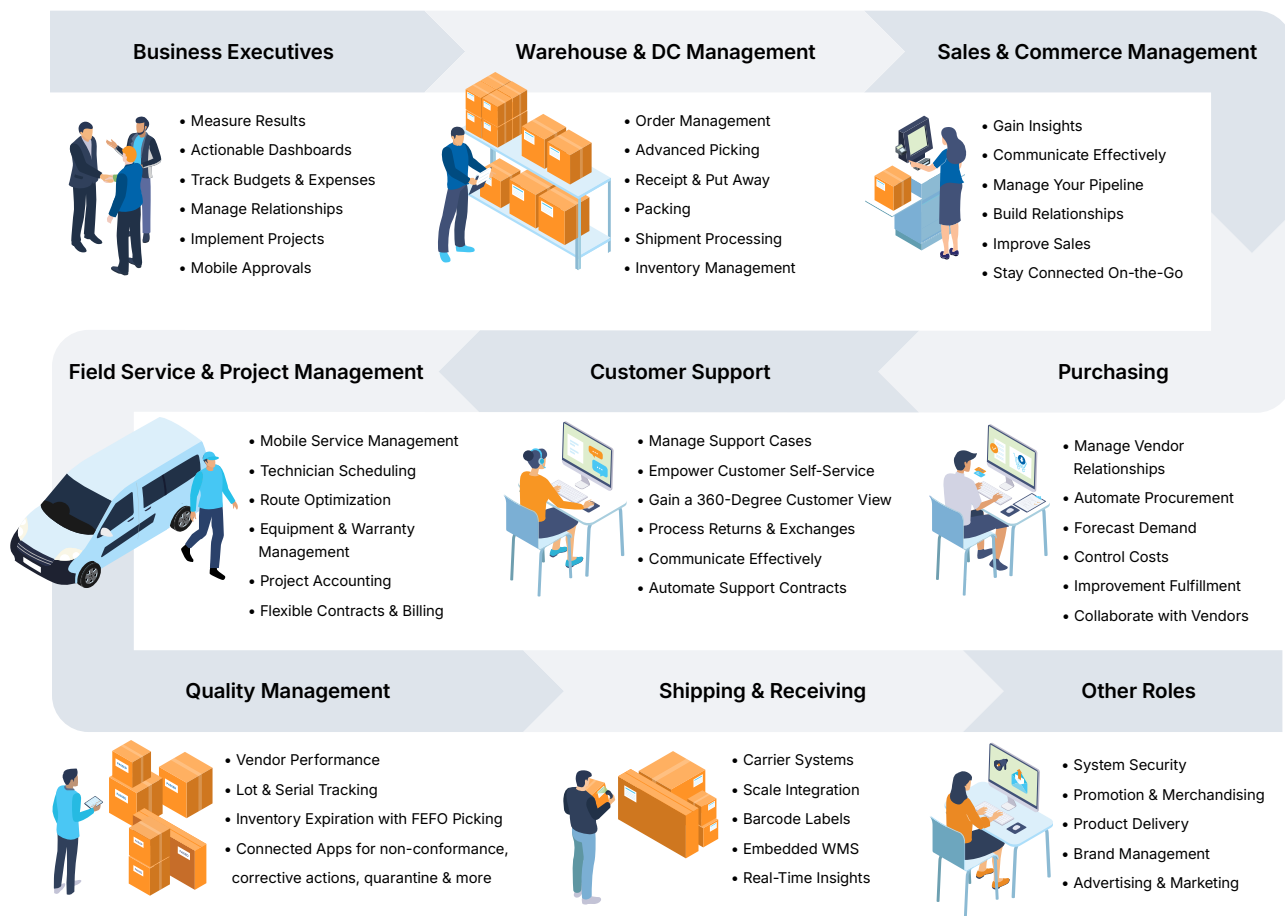 Business Executives
• Measure Results
• Actionable Dashboards
• Track Budgets & Expenses
• Manage Relationships
• Implement Projects
• Mobile Approvals
Warehouse & DC Management
• Order Management
• Advanced Picking
• Receipt & Put Away
• Packing
• Shipment Processing
• Inventory Management
Sales & Commerce Management
• Gain Insights
• Communicate Effectively
• Manage Your Pipeline
• Build Relationships
• Improve Sales
• Stay Connected On-the-Go
Field Service & Project Management
• Mobile Service Management
• Technician Scheduling
• Route Optimization
• Equipment & Warranty
Management
• Project Accounting
• Flexible Contracts & Billing
Customer Support
• Manage Support Cases
• Empower Customer Self-Service
• Gain a 360-Degree Customer View
• Process Returns & Exchanges
• Communicate Effectively
• Automate Support Contracts
Purchasing
• Manage Vendor
Relationships
• Automate Procurement
• Forecast Demand
• Control Costs
• Improvement Fulfillment
• Collaborate with Vendors
Quality Management
• Vendor Performance
• Lot & Serial Tracking
• Inventory Expiration with FEFO Picking
• Connected Apps for non-conformance,
corrective actions, quarantine & more
Shipping & Receiving
• Carrier Systems
• Scale Integration
• Barcode Labels
• Embedded WMS
• Real-Time Insights
Other Roles
• System Security
• Promotion & Merchandising
• Product Delivery
• Brand Management
• Advertising & Marketing